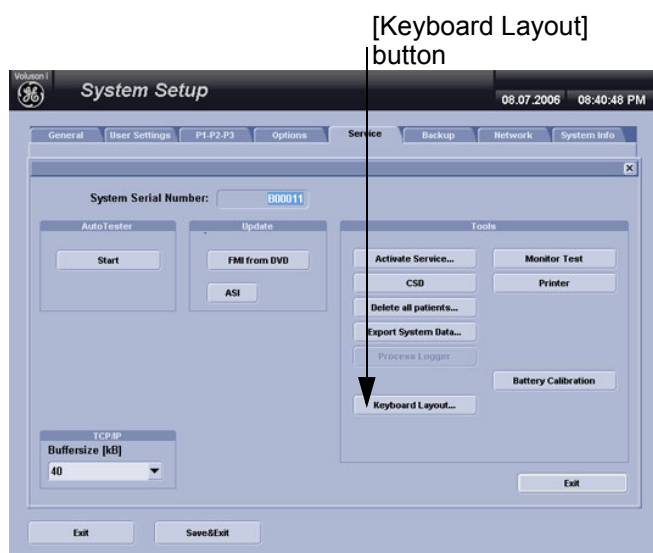 [Keyboard Layout]
button
Voluson i
System Setup
08.07.2006 08:40:48 PM
General User Settings P1-P2-P3 Options Service Backup Network System Info
System Serial Number: B00011
AutoTester Update Tools
Start FMI from DVD Activate Service... Monitor Test
ASI CSD Printer
Delete all patients...
Export System Data...
Process Logger
Battery Calibration
Keyboard Layout...
TCP/IP
Buffersize [kB]
40
Exit
Exit Save&Exit